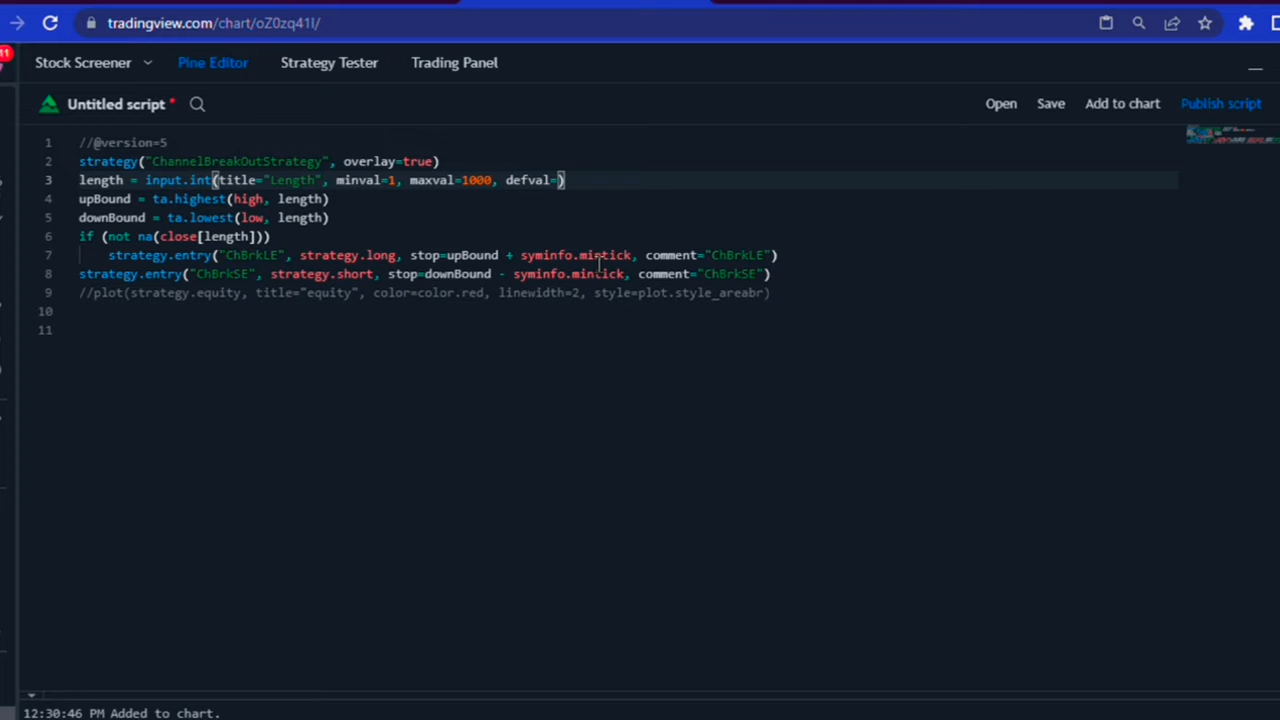 tradingview.com/chart/oZ0zq41I/
11
Stock Screener Pine Editor Strategy Tester Trading Panel
Untitled script * Open Save Add to chart Publish script
1 //@version=5
2 strategy("ChannelBreakOutStrategy", overlay=true)
3 length = input.int(title="Length", minval=1, maxval=1000, defval=)
4 upBound = ta.highest(high, length)
5 downBound = ta.lowest(low, length)
6 if (not na(close[length]))
7 strategy.entry("ChBrkLE", strategy.long, stop=upBound + syminfo.mintick, comment="ChBrkLE")
8 strategy.entry("ChBrkSE", strategy.short, stop=downBound - syminfo.mintick, comment="ChBrkSE")
9 //plot(strategy.equity, title="equity", color=color.red, linewidth=2, style=plot.style_areabr)
10
11
12:30:46 PM Added to chart.